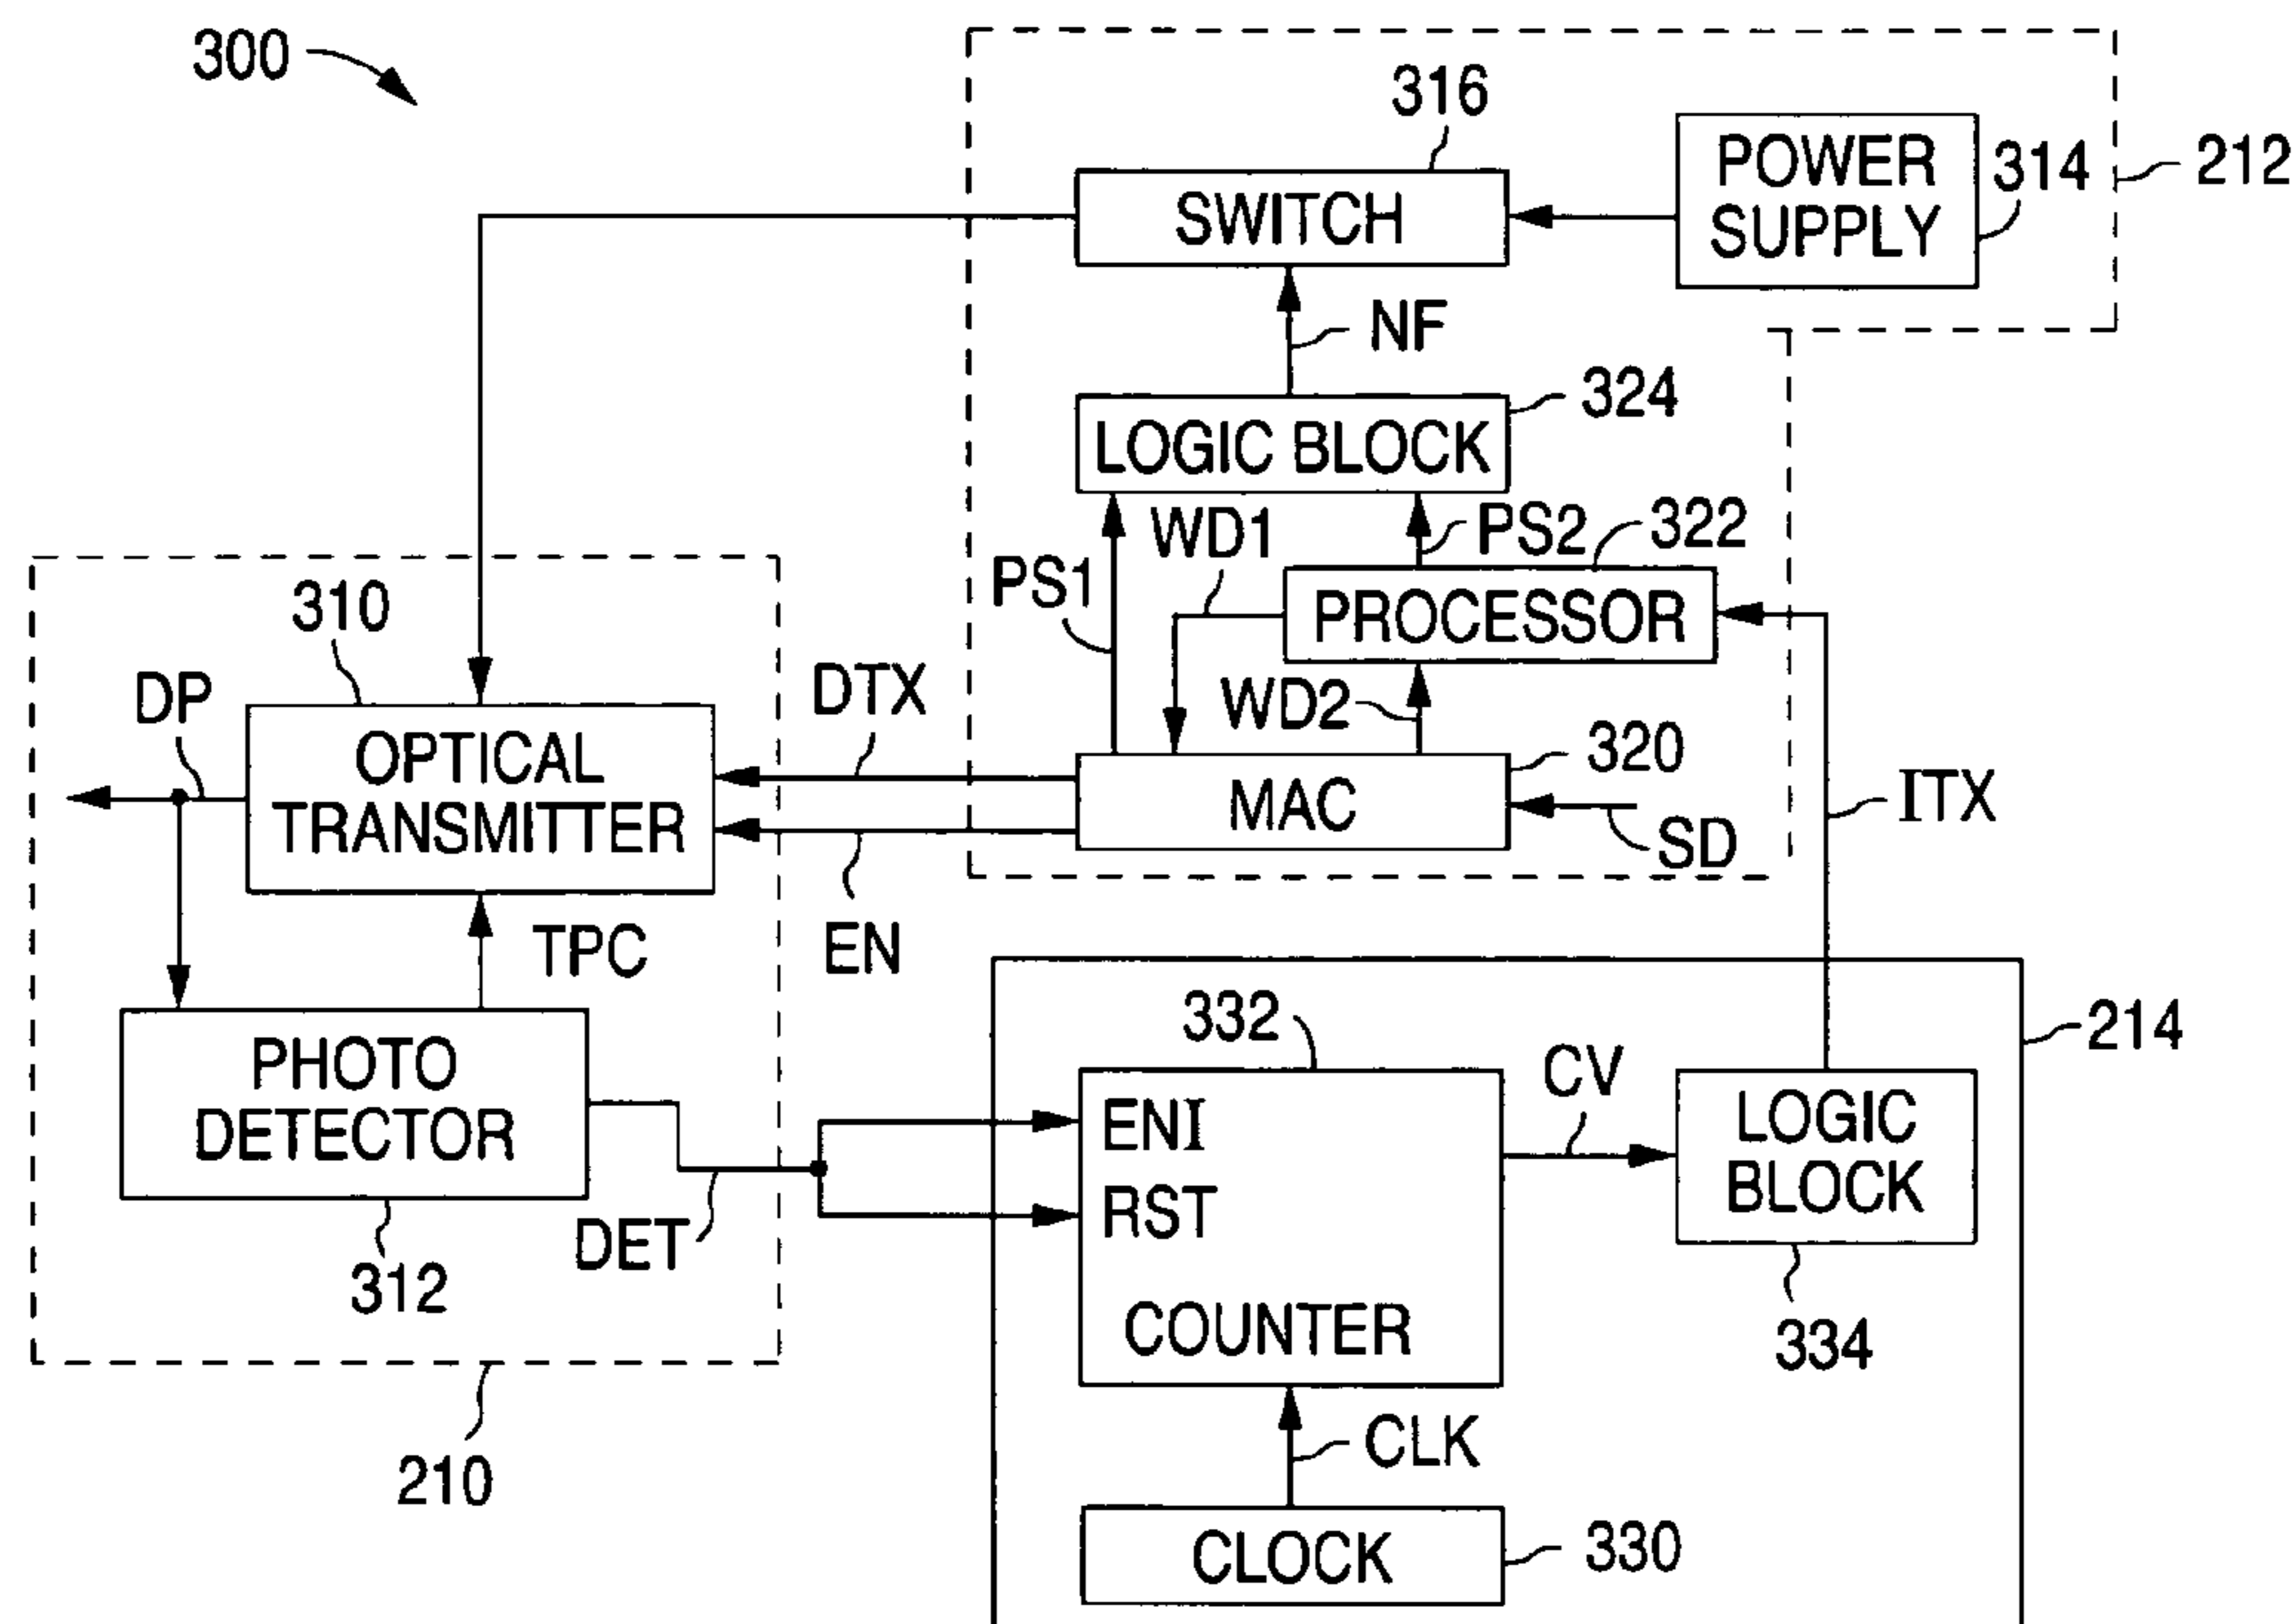 300
316
POWER
SUPPLY
314
212
SWITCH
NF
324
LOGIC BLOCK
WD1
PS2
322
PS1
PROCESSOR
310
DP
DTX
WD2
320
OPTICAL
TRANSMITTER
MAC
ITX
SD
TPC
EN
332
214
PHOTO
DETECTOR
ENI
CV
LOGIC
BLOCK
RST
DET
312
COUNTER
334
CLK
210
CLOCK
330